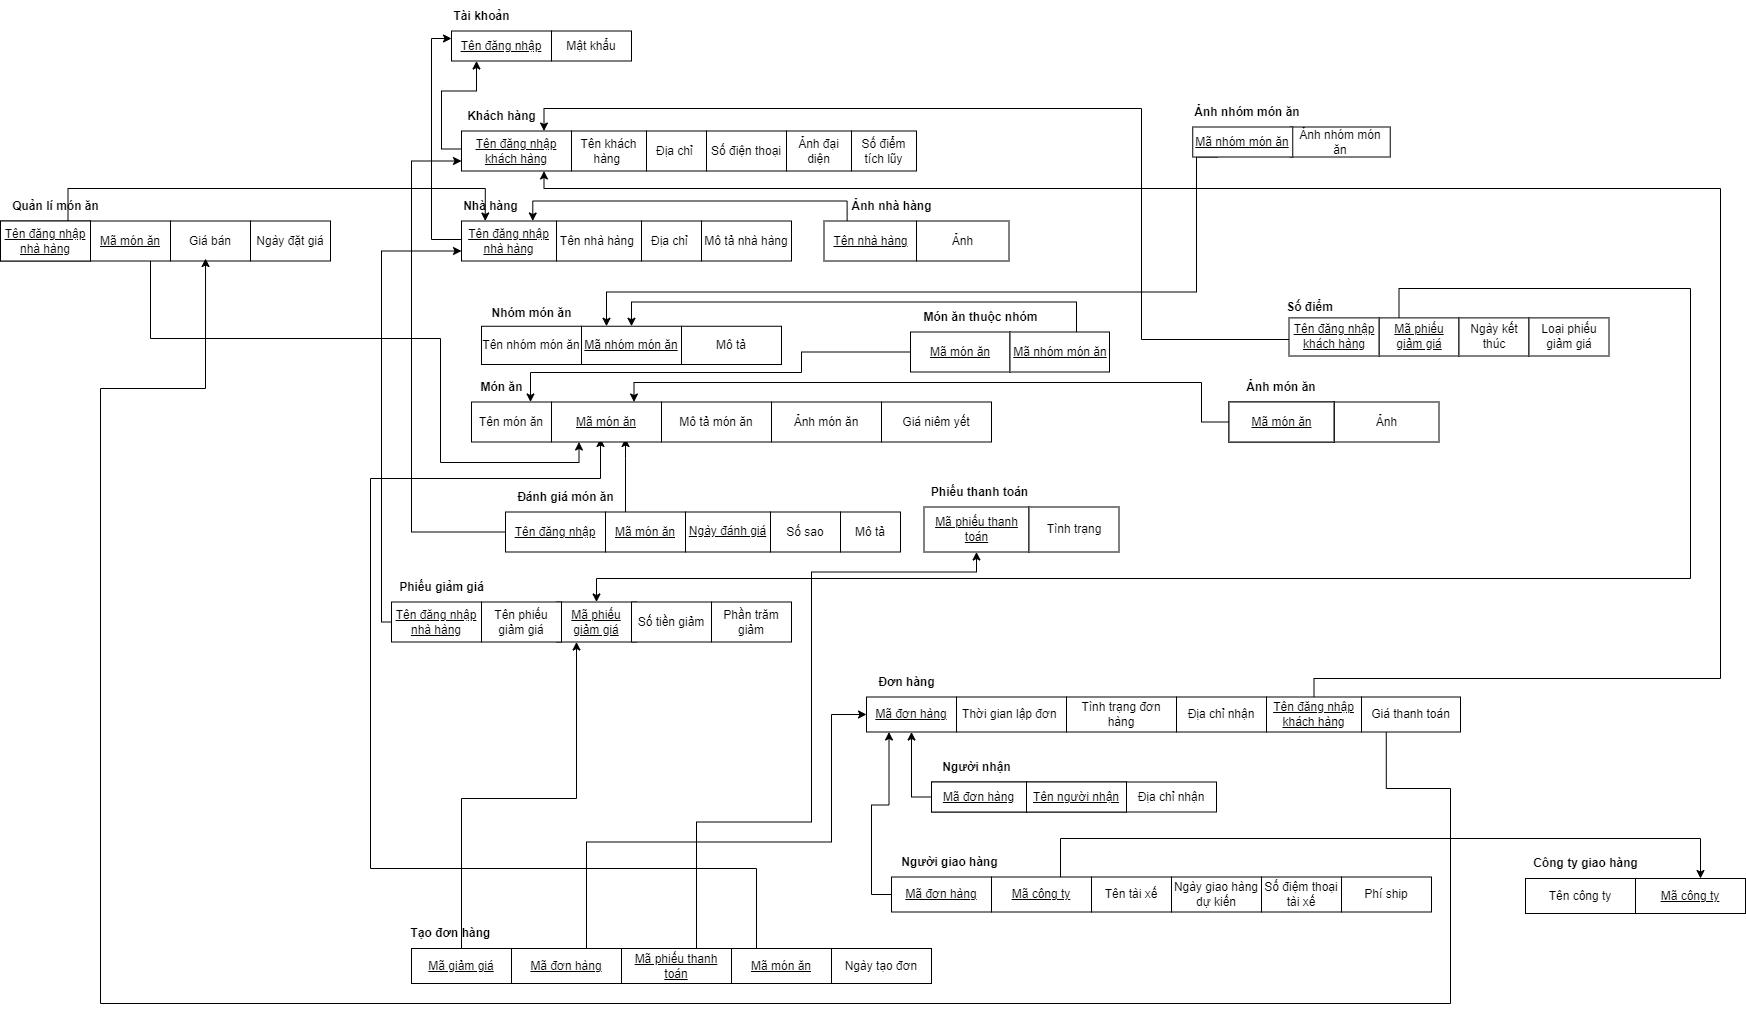 Tài khoản
Tên đăng nhập
Mật khẩu
Khách hàng
Tên đăng nhập
khách hàng
Tên khách
hàng
Địa chỉ
Số điện thoại
Ảnh đại
diện
Số điểm
tích lũy
Ảnh nhóm món ăn
Mã nhóm món ăn
Ảnh nhóm món
ăn
Quản lí món ăn
Tên đăng nhập
nhà hàng
Mã món ăn
Giá bán
Ngày đặt giá
Nhà hàng
Tên đăng nhập
nhà hàng
Tên nhà hàng
Địa chỉ
Mô tả nhà hàng
Ảnh nhà hàng
Tên nhà hàng
Ảnh
Nhóm món ăn
Tên nhóm món ăn
Mã nhóm món ăn
Mô tả
Món ăn thuộc nhóm
Mã món ăn
Mã nhóm món ăn
Số điểm
Tên đăng nhập
khách hàng
Mã phiếu
giảm giá
Ngày kết
thúc
Loại phiếu
giảm giá
Món ăn
Tên món ăn
Mã món ăn
Mô tả món ăn
Ảnh món ăn
Giá niêm yết
Ảnh món ăn
Mã món ăn
Ảnh
Đánh giá món ăn
Tên đăng nhập
Mã món ăn
Ngày đánh giá
Số sao
Mô tả
Phiếu thanh toán
Mã phiếu thanh
toán
Tình trạng
Phiếu giảm giá
Tên đăng nhập
nhà hàng
Tên phiếu
giảm giá
Mã phiếu
giảm giá
Số tiền giảm
Phần trăm
giảm
Đơn hàng
Mã đơn hàng
Thời gian lập đơn
Tình trạng đơn
hàng
Địa chỉ nhận
Tên đăng nhập
khách hàng
Giá thanh toán
Người nhận
Mã đơn hàng
Tên người nhận
Địa chỉ nhận
Người giao hàng
Mã đơn hàng
Mã công ty
Tên tài xế
Ngày giao hàng
dự kiến
Số điệm thoại
tài xế
Phí ship
Công ty giao hàng
Tên công ty
Mã công ty
Tạo đơn hàng
Mã giảm giá
Mã đơn hàng
Mã phiếu thanh
toán
Mã món ăn
Ngày tạo đơn